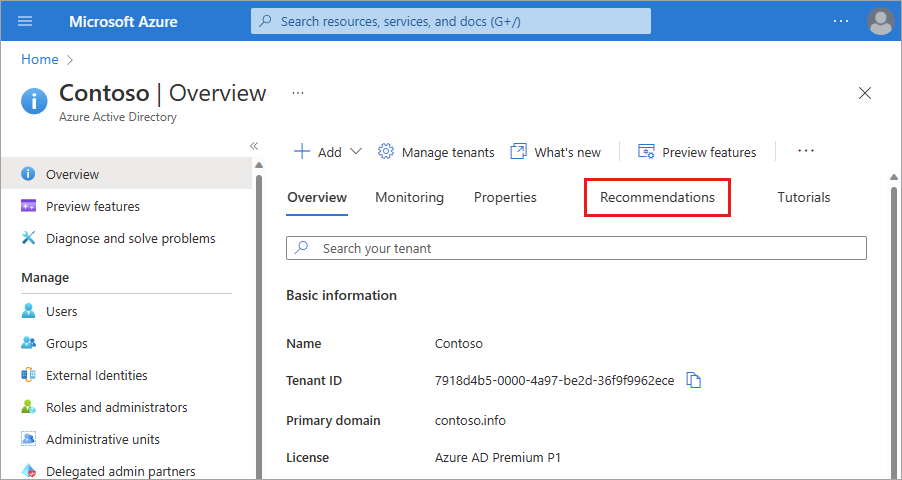 Microsoft Azure
Search resources, services, and docs (G+/)
...
Home >
Contoso | Overview ...
Azure Active Directory
«
Overview
Preview features
Diagnose and solve problems
Manage
Users
Groups
External Identities
Roles and administrators
Administrative units
Delegated admin partners
+ Add Manage tenants What's new Preview features ...
Overview Monitoring Properties Recommendations Tutorials
Search your tenant
Basic information
Name Contoso
Tenant ID 7918d4b5-0000-4a97-be2d-36f9f9962ece
Primary domain contoso.info
License Azure AD Premium P1